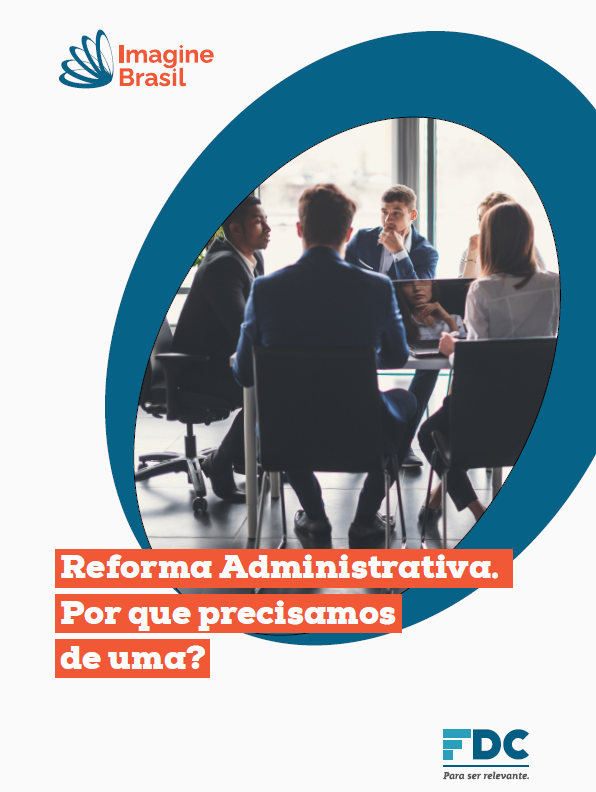 Imagine
Brasil
Reforma Administrativa.
Por que precisamos
de uma?
FDC
Para ser relevante.